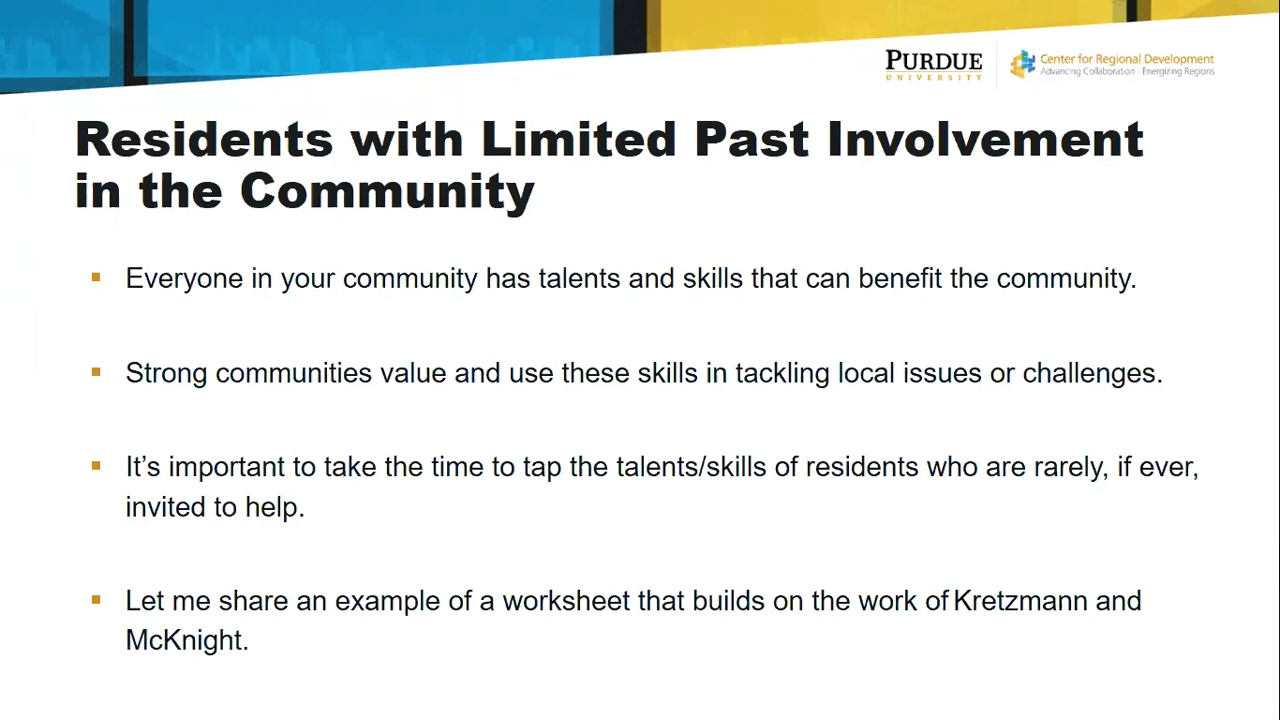 PURDUE
UNIVERSITY
Center for Regional Development
Advancing Collaboration | Energizing Regions
Residents with Limited Past Involvement
in the Community
▪ Everyone in your community has talents and skills that can benefit the community.
▪ Strong communities value and use these skills in tackling local issues or challenges.
▪ It’s important to take the time to tap the talents/skills of residents who are rarely, if ever,
invited to help.
▪ Let me share an example of a worksheet that builds on the work of Kretzmann and
McKnight.